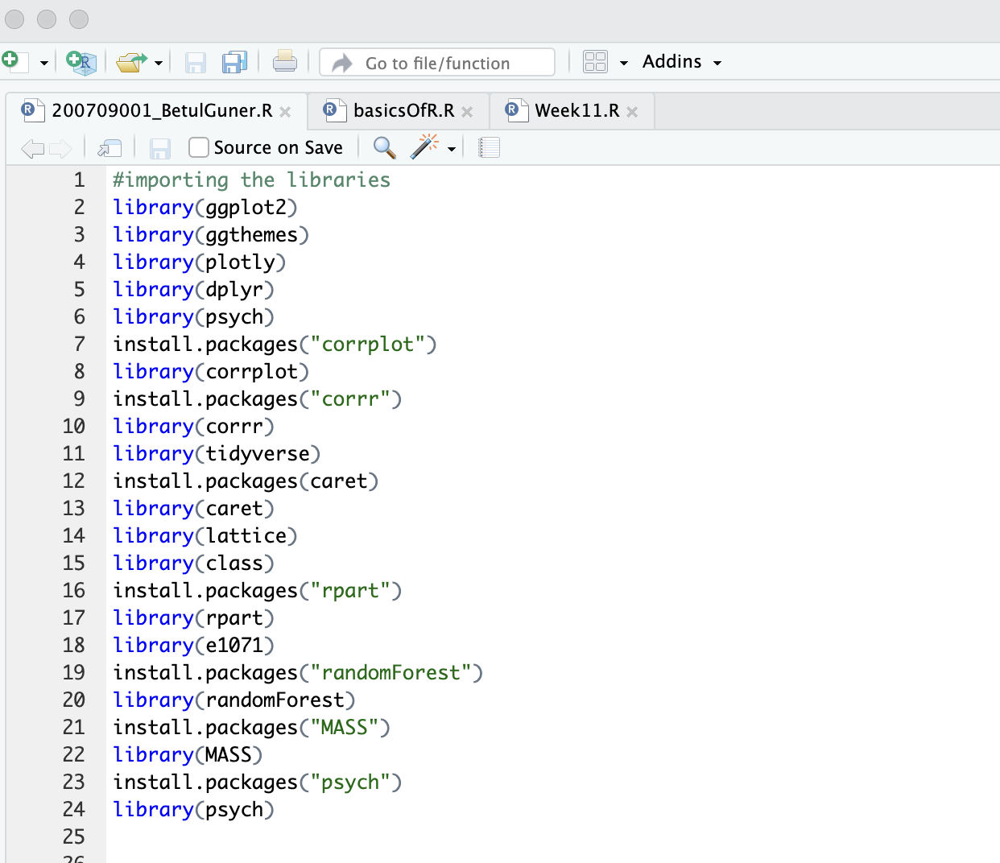 Go to file/function
Addins
200709001_BetulGuner.R
basicsOfR.R
Week11.R
Source on Save
1 #importing the libraries
2 library(ggplot2)
3 library(ggthemes)
4 library(plotly)
5 library(dplyr)
6 library(psych)
7 install.packages("corrplot")
8 library(corrplot)
9 install.packages("corrr")
10 library(corrr)
11 library(tidyverse)
12 install.packages(caret)
13 library(caret)
14 library(lattice)
15 library(class)
16 install.packages("rpart")
17 library(rpart)
18 library(e1071)
19 install.packages("randomForest")
20 library(randomForest)
21 install.packages("MASS")
22 library(MASS)
23 install.packages("psych")
24 library(psych)
25
26